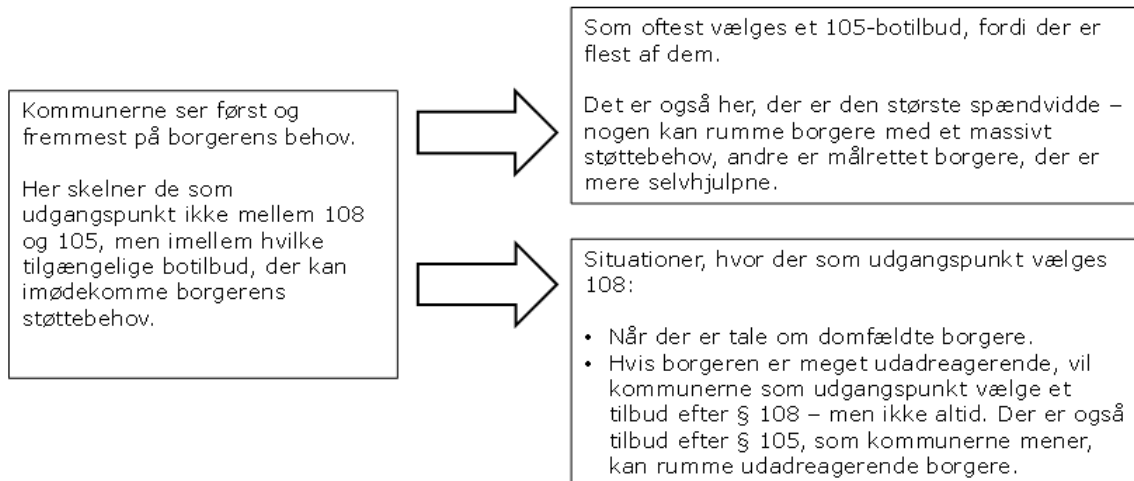 Kommunerne ser først og
fremmest på borgerens behov.
Her skelner de som
udgangspunkt ikke mellem 108
og 105, men imellem hvilke
tilgængelige botilbud, der kan
imødekomme borgerens
støttebehov.
Som oftest vælges et 105-botilbud, fordi der er
flest af dem.
Det er også her, der er den største spændvidde –
nogen kan rumme borgere med et massivt
støttebehov, andre er målrettet borgere, der er
mere selvhjulpne.
Situationer, hvor der som udgangspunkt vælges
108:
• Når der er tale om domfældte borgere.
• Hvis borgeren er meget udadreagerende, vil
kommunerne som udgangspunkt vælge et
tilbud efter § 108 – men ikke altid. Der er også
tilbud efter § 105, som kommunerne mener,
kan rumme udadreagerende borgere.